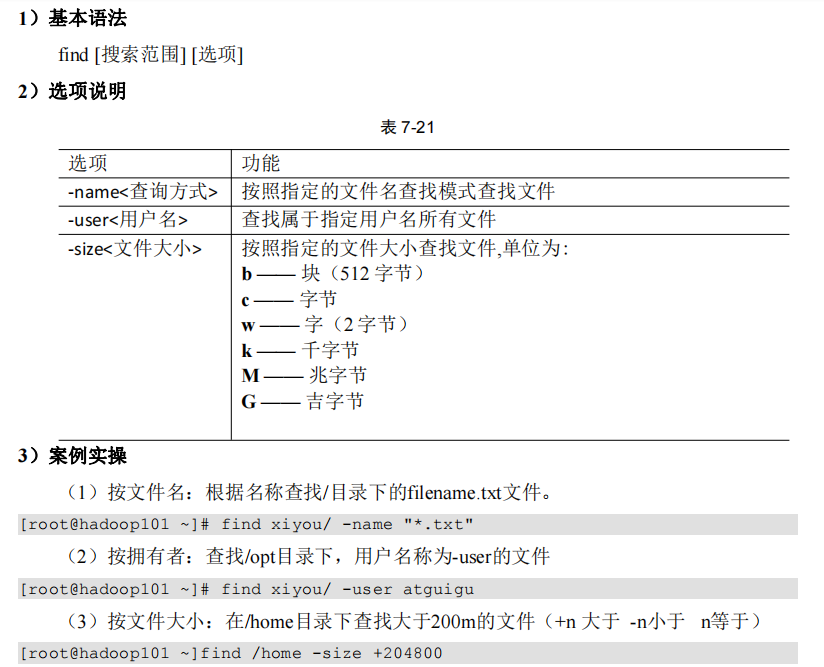 1）基本语法
find [搜索范围] [选项]
2）选项说明
表 7-21
选项 功能
-name<查询方式> 按照指定的文件名查找模式查找文件
-user<用户名> 查找属于指定用户名所有文件
-size<文件大小> 按照指定的文件大小查找文件,单位为:
b —— 块（512 字节）
c —— 字节
w —— 字（2 字节）
k —— 千字节
M —— 兆字节
G —— 吉字节
3）案例实操
（1）按文件名：根据名称查找/目录下的filename.txt文件。
[root@hadoop101 ~]# find xiyou/ -name "*.txt"
（2）按拥有者：查找/opt目录下，用户名称为-user的文件
[root@hadoop101 ~]# find xiyou/ -user atguigu
（3）按文件大小：在/home目录下查找大于200m的文件（+n 大于 -n小于 n等于）
[root@hadoop101 ~]find /home -size +204800